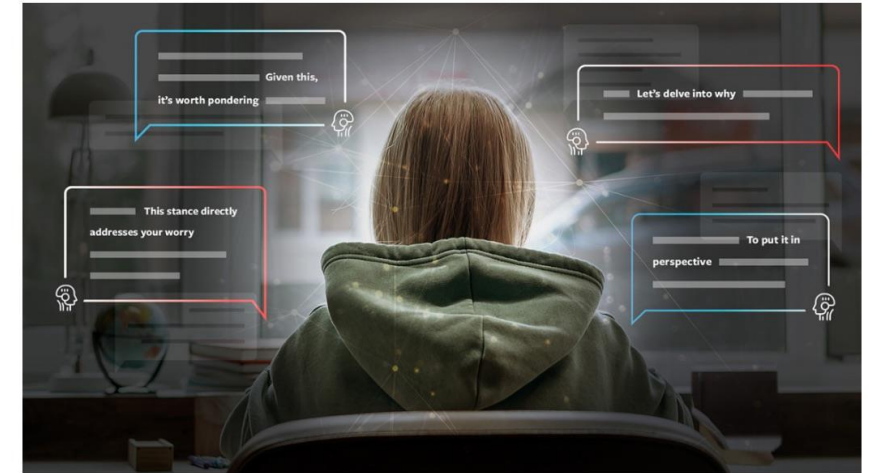 Given this,
it's worth pondering
Let's delve into why
This stance directly
addresses your worry
To put it in
perspective